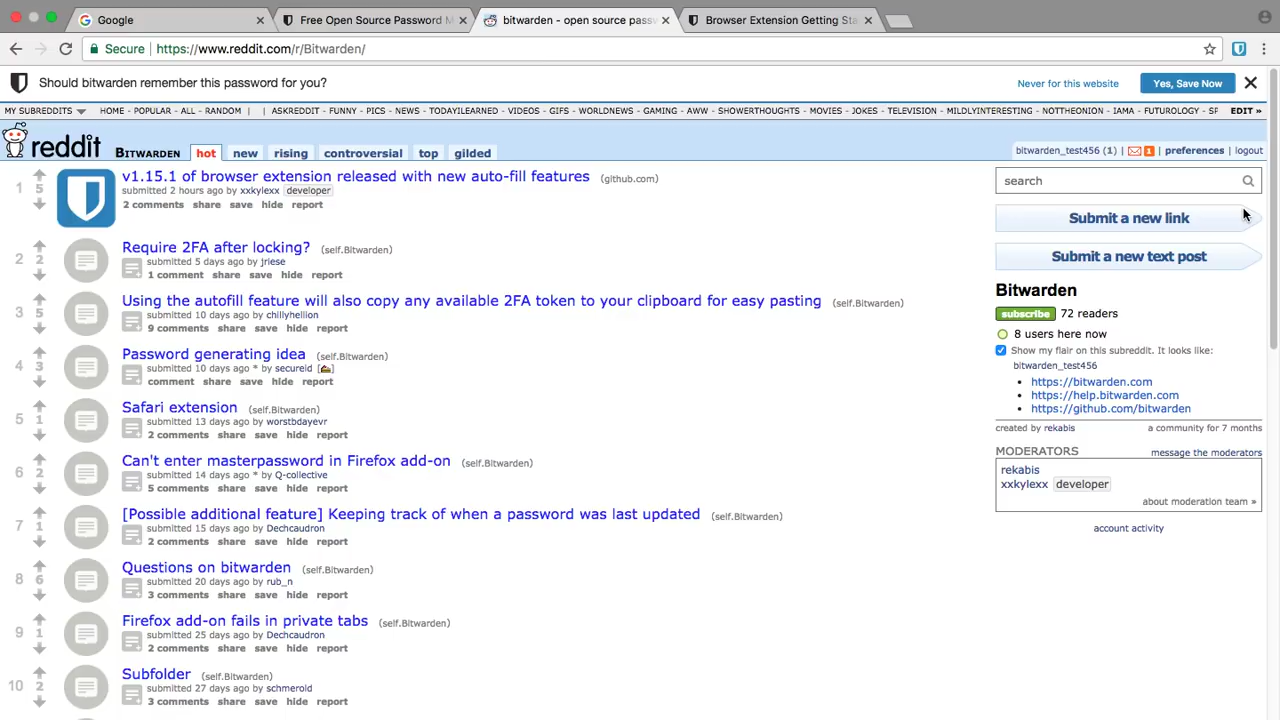 Google
Free Open Source Password M
bitwarden - open source passw
Browser Extension Getting Sta
Secure https://www.reddit.com/r/Bitwarden/
Should bitwarden remember this password for you?
Never for this website
Yes, Save Now
MY SUBREDDITS HOME - POPULAR - ALL - RANDOM | | ASKREDDIT - FUNNY - PICS - NEWS - TODAYILEARNED - VIDEOS - GIFS - WORLDNEWS - GAMING - AWW - SHOWERTHOUGHTS - MOVIES - JOKES - TELEVISION - MILDLYINTERESTING - NOTTHEONION - IAMA - FUTUROLOGY - SP EDIT »
reddit BITWARDEN hot new rising controversial top gilded
bitwarden_test456 (1) | 1 | preferences | logout
1 5 v1.15.1 of browser extension released with new auto-fill features (github.com)
submitted 2 hours ago by xxkylexx developer
2 comments share save hide report
2 2 Require 2FA after locking? (self.Bitwarden)
submitted 5 days ago by jriese
1 comment share save hide report
3 5 Using the autofill feature will also copy any available 2FA token to your clipboard for easy pasting (self.Bitwarden)
submitted 10 days ago by chillyhellion
9 comments share save hide report
4 3 Password generating idea (self.Bitwarden)
submitted 10 days ago * by secureid []
comment share save hide report
5 1 Safari extension (self.Bitwarden)
submitted 13 days ago by worstbdayevr
2 comments share save hide report
6 2 Can't enter masterpassword in Firefox add-on (self.Bitwarden)
submitted 14 days ago * by Q-collective
5 comments share save hide report
7 1 [Possible additional feature] Keeping track of when a password was last updated (self.Bitwarden)
submitted 15 days ago by Dechcaudron
2 comments share save hide report
8 6 Questions on bitwarden (self.Bitwarden)
submitted 20 days ago by rub_n
3 comments share save hide report
9 1 Firefox add-on fails in private tabs (self.Bitwarden)
submitted 25 days ago by Dechcaudron
2 comments share save hide report
10 2 Subfolder (self.Bitwarden)
submitted 27 days ago by schmerold
3 comments share save hide report
search
Submit a new link
Submit a new text post
Bitwarden
subscribe 72 readers
8 users here now
Show my flair on this subreddit. It looks like:
bitwarden_test456
https://bitwarden.com
https://help.bitwarden.com
https://github.com/bitwarden
created by rekabis a community for 7 months
MODERATORS message the moderators
rekabis
xxkylexx developer
about moderation team »
account activity